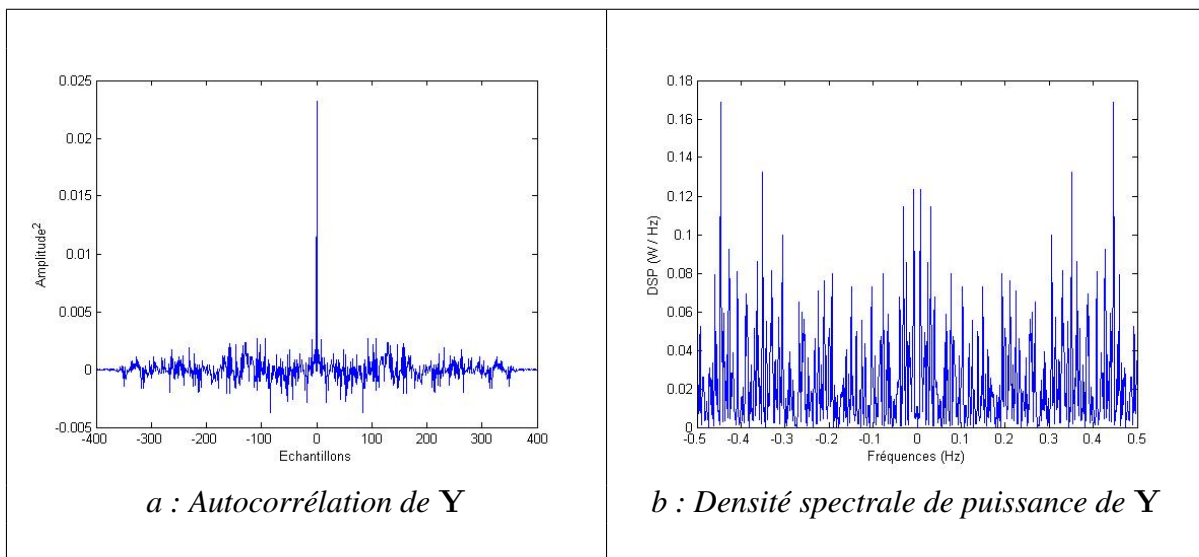 0.025
0.02
0.015
0.01
0.005
0
-0.005
Amplitude²
-400 -300 -200 -100 0 100 200 300 400
Echantillons
a : Autocorrélation de Y
0.18
0.16
0.14
0.12
0.1
0.08
0.06
0.04
0.02
0
DSP (W / Hz)
-0.5 -0.4 -0.3 -0.2 -0.1 0 0.1 0.2 0.3 0.4 0.5
Fréquences (Hz)
b : Densité spectrale de puissance de Y